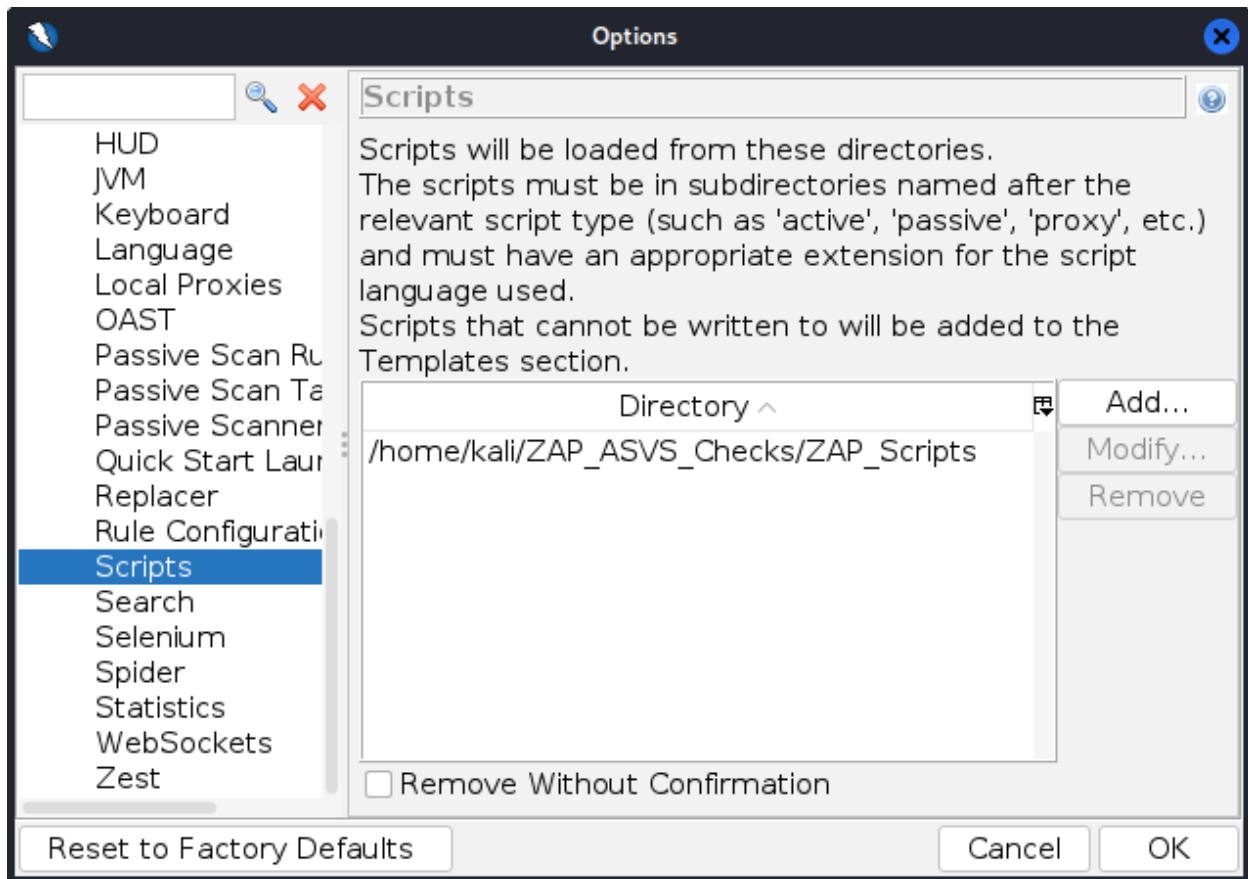 Options
Scripts
HUD
JVM
Keyboard
Language
Local Proxies
OAST
Passive Scan Ru
Passive Scan Ta
Passive Scanner
Quick Start Laur
Replacer
Rule Configurati
Scripts
Search
Selenium
Spider
Statistics
WebSockets
Zest
Scripts will be loaded from these directories.
The scripts must be in subdirectories named after the
relevant script type (such as 'active', 'passive', 'proxy', etc.)
and must have an appropriate extension for the script
language used.
Scripts that cannot be written to will be added to the
Templates section.
Directory
/home/kali/ZAP_ASVS_Checks/ZAP_Scripts
Add...
Modify...
Remove
Remove Without Confirmation
Reset to Factory Defaults
Cancel
OK